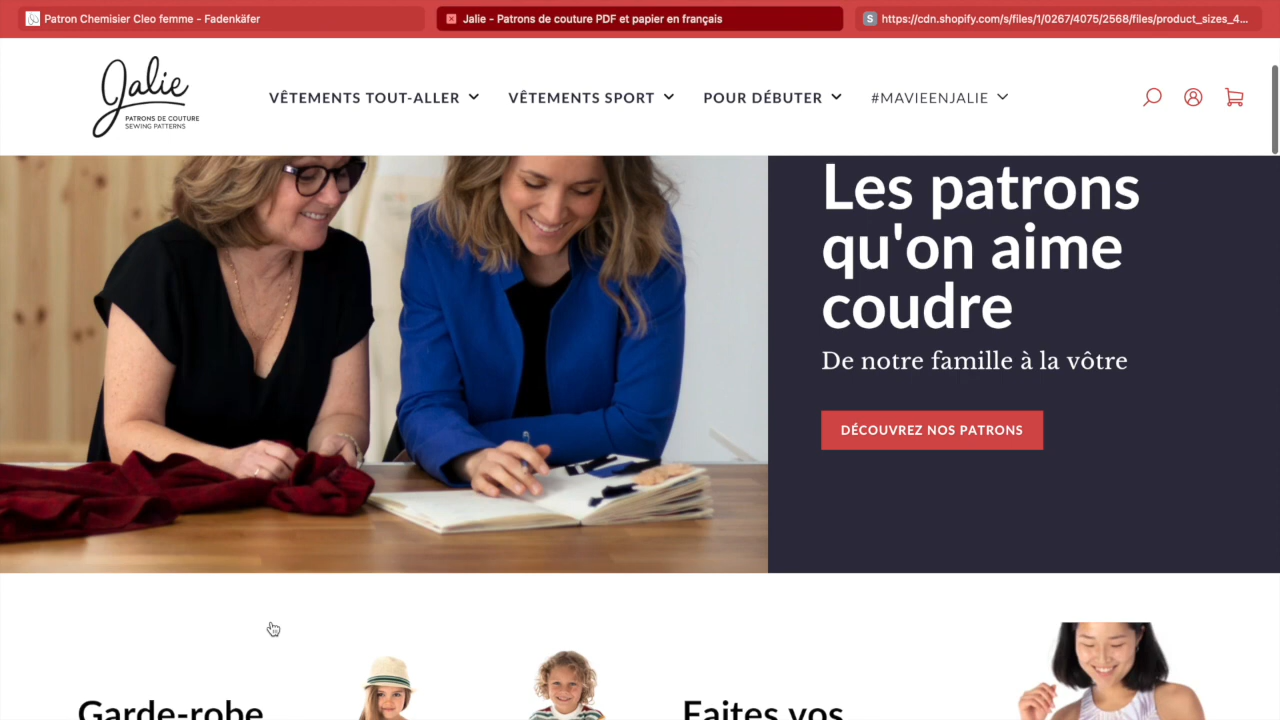 Patron Chemisier Cleo femme - Fadenkäfer
Jalie - Patrons de couture PDF et papier en français
S https://cdn.shopify.com/s/files/1/0267/4075/2568/files/product_sizes_4...
Jalie
PATRONS DE COUTURE
SEWING PATTERNS
VÊTEMENTS TOUT-ALLER
VÊTEMENTS SPORT
POUR DÉBUTER
#MAVIEENJALIE
Les patrons
qu'on aime
coudre
De notre famille à la vôtre
DÉCOUVREZ NOS PATRONS
Garde-robe
Faites vos